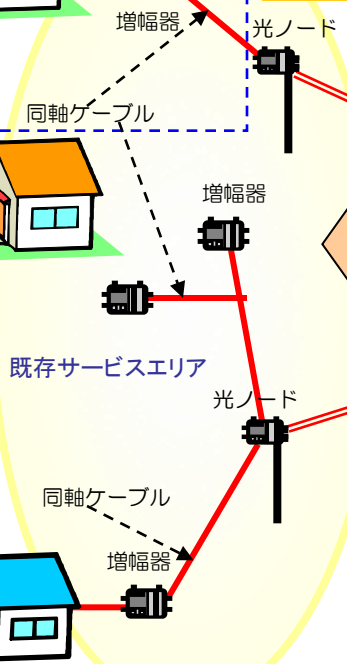 増幅器
光ノード
同軸ケーブル
増幅器
既存サービスエリア
光ノード
同軸ケーブル
増幅器